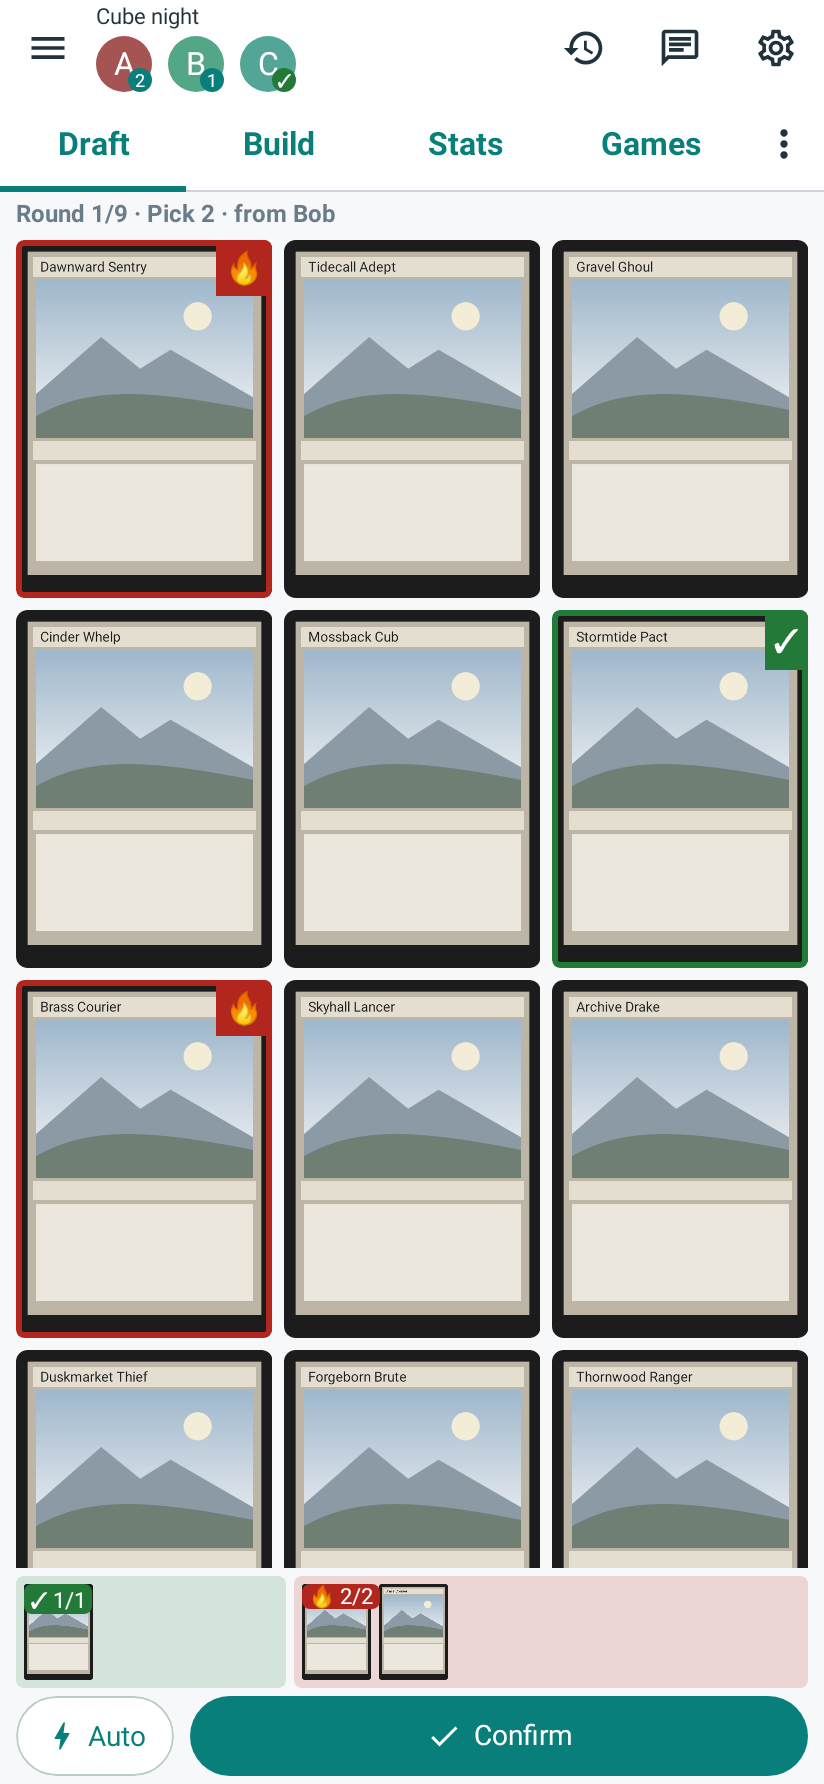 Cube night
A 2 B 1 C ✓
Draft Build Stats Games
Round 1/9 · Pick 2 · from Bob
Dawnward Sentry
Tidecall Adept
Gravel Ghoul
Cinder Whelp
Mossback Cub
Stormtide Pact
Brass Courier
Skyhall Lancer
Archive Drake
Duskmarket Thief
Forgeborn Brute
Thornwood Ranger
✓ 1/1
🔥 2/2
Auto
Confirm